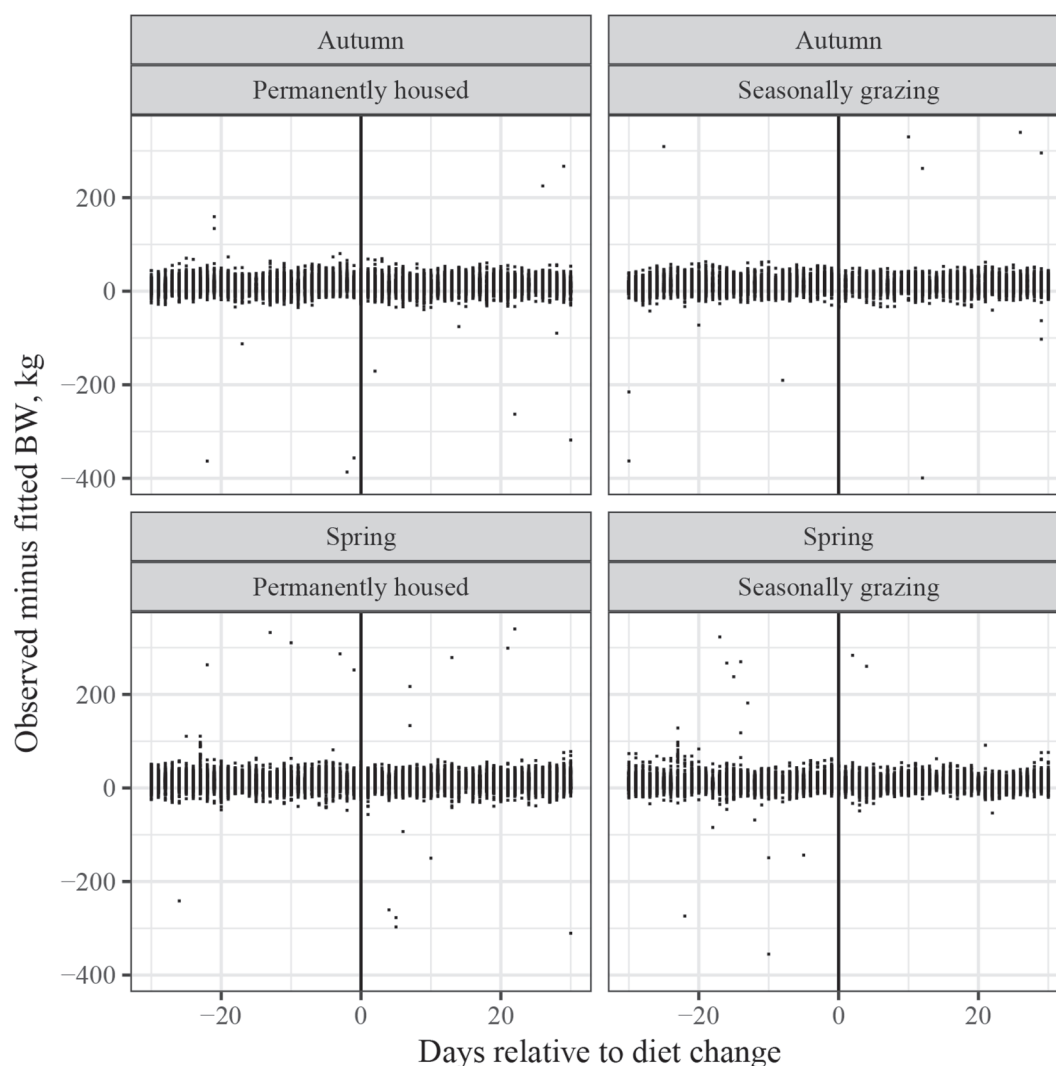 Autumn
Autumn
Permanently housed
Seasonally grazing
200
0
−200
−400
Spring
Spring
Permanently housed
Seasonally grazing
200
0
−200
−400
−20
0
20
−20
0
20
Observed minus fitted BW, kg
Days relative to diet change